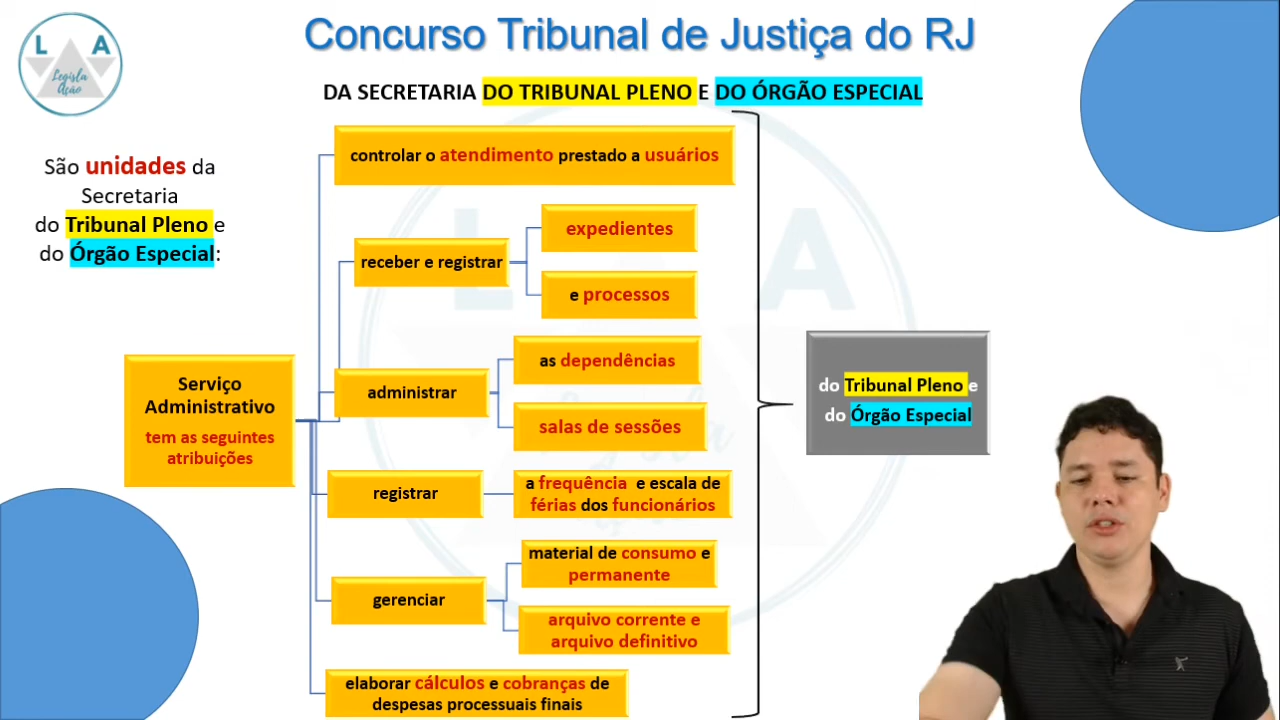 Concurso Tribunal de Justiça do RJ
L A
Legisla
Ação
DA SECRETARIA DO TRIBUNAL PLENO E DO ÓRGÃO ESPECIAL
São unidades da
Secretaria
do Tribunal Pleno e
do Órgão Especial:
Serviço
Administrativo
tem as seguintes
atribuições
controlar o atendimento prestado a usuários
receber e registrar
expedientes
e processos
administrar
as dependências
salas de sessões
registrar
a frequência e escala de
férias dos funcionários
gerenciar
material de consumo e
permanente
arquivo corrente e
arquivo definitivo
elaborar cálculos e cobranças de
despesas processuais finais
do Tribunal Pleno e
do Órgão Especial
L A